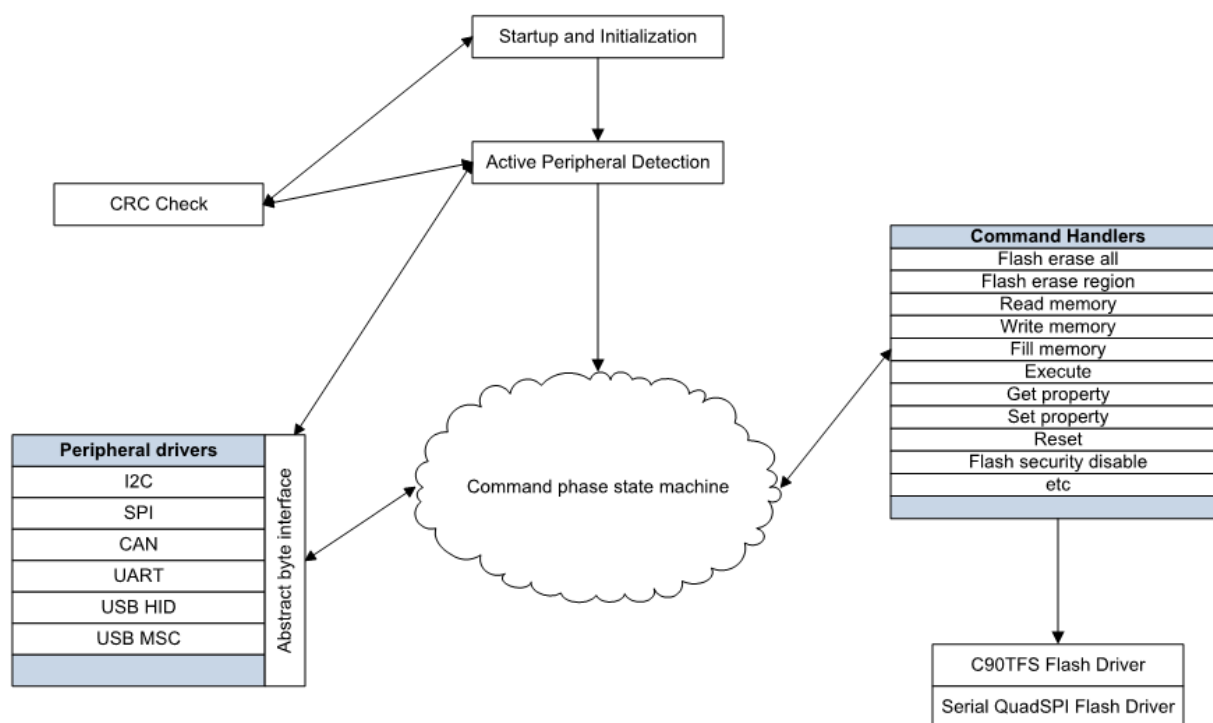 Startup and Initialization
Active Peripheral Detection
CRC Check
Command Handlers
Flash erase all
Flash erase region
Read memory
Write memory
Fill memory
Execute
Get property
Set property
Reset
Flash security disable
etc
Peripheral drivers
I2C
SPI
CAN
UART
USB HID
USB MSC
Abstract byte interface
Command phase state machine
C90TFS Flash Driver
Serial QuadSPI Flash Driver